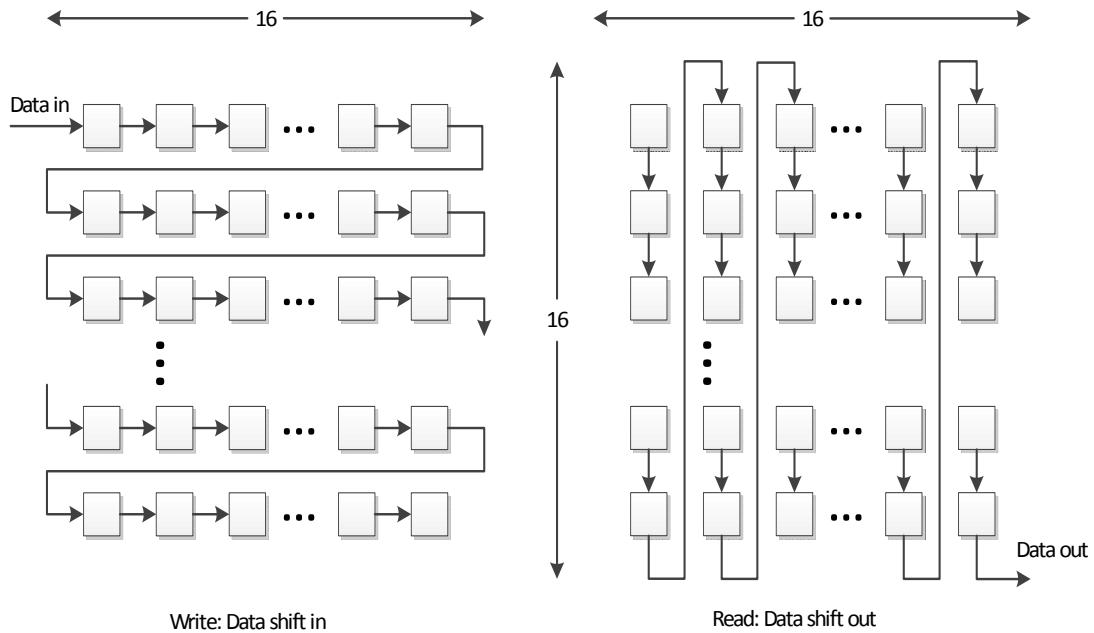 16
16
Data in
16
Data out
Write: Data shift in
Read: Data shift out